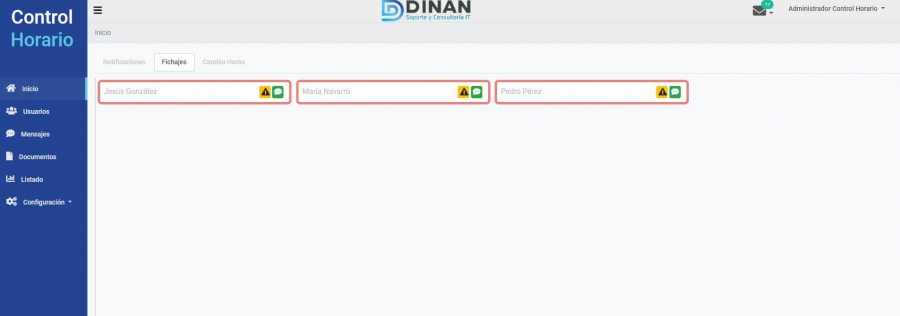 Control
Horario
DINAN
Soporte y Consultoría IT
Administrador Control Horario
Inicio
Notificaciones
Fichajes
Cambio Horas
Jesús González
María Navarro
Pedro Pérez
Inicio
Usuarios
Mensajes
Documentos
Listado
Configuración